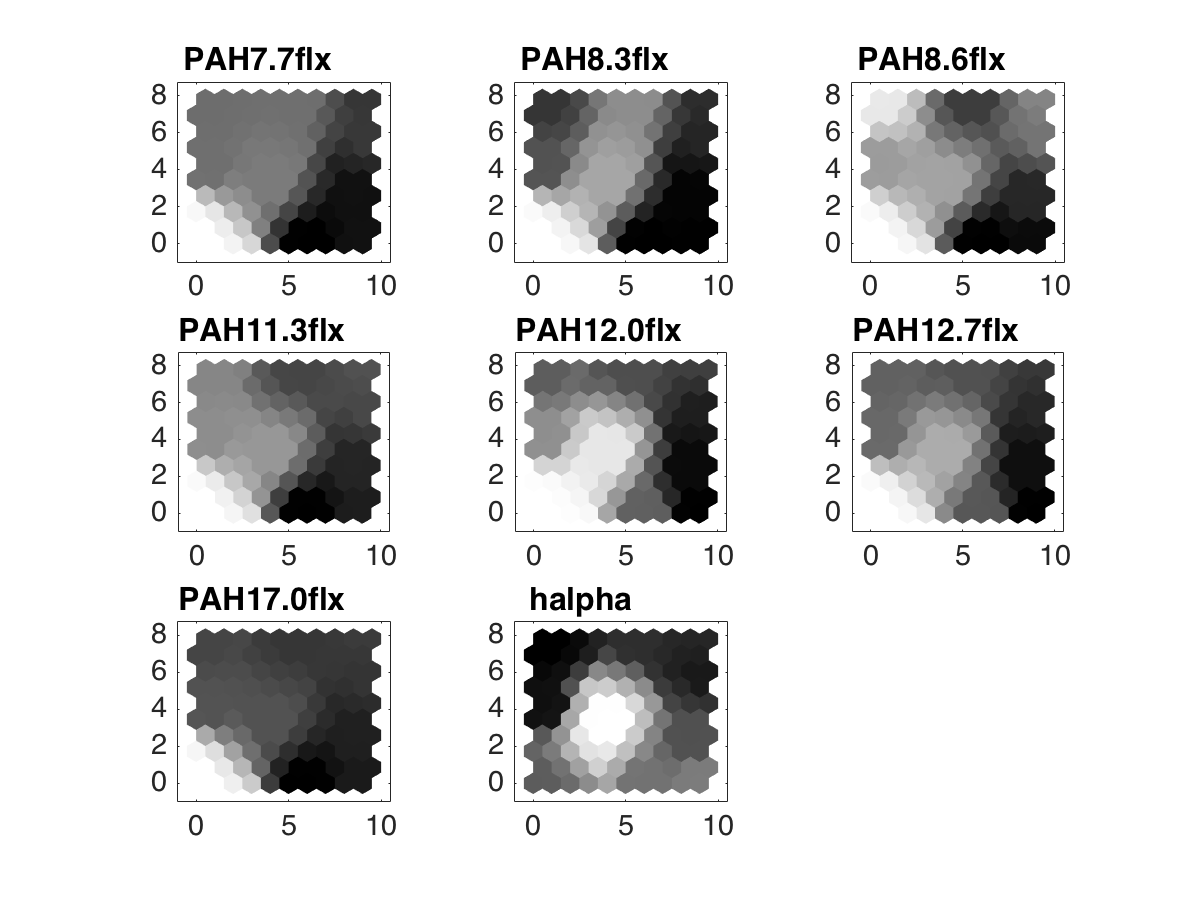 PAH7.7flx PAH8.3flx PAH8.6flx
8 8 8
6 6 6
4 4 4
2 2 2
0 0 0
0 5 10 0 5 10 0 5 10
PAH11.3flx PAH12.0flx PAH12.7flx
8 8 8
6 6 6
4 4 4
2 2 2
0 0 0
0 5 10 0 5 10 0 5 10
PAH17.0flx halpha
8 8
6 6
4 4
2 2
0 0
0 5 10 0 5 10